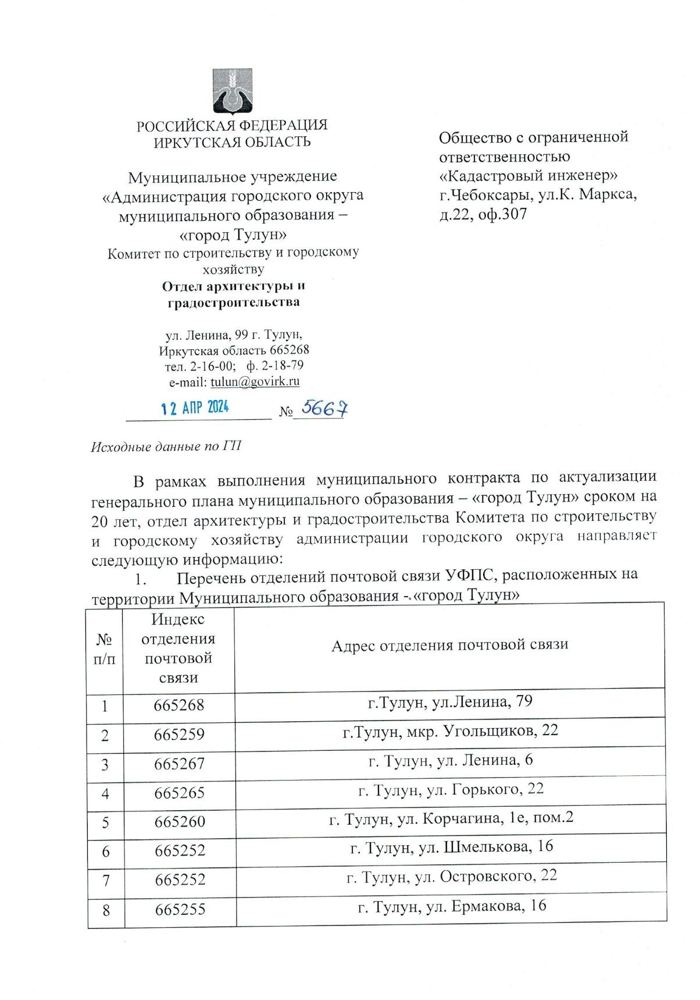 РОССИЙСКАЯ ФЕДЕРАЦИЯ
ИРКУТСКАЯ ОБЛАСТЬ
Муниципальное учреждение
«Администрация городского округа
муниципального образования –
«город Тулун»
Комитет по строительству и городскому
хозяйству
Отдел архитектуры и
градостроительства
ул. Ленина, 99 г. Тулун,
Иркутская область 665268
тел. 2-16-00; ф. 2-18-79
e-mail: tulun@govirk.ru
12 АПР 2024 № 5667
Общество с ограниченной
ответственностью
«Кадастровый инженер»
г.Чебоксары, ул.К. Маркса,
д.22, оф.307
Исходные данные по ГП
В рамках выполнения муниципального контракта по актуализации
генерального плана муниципального образования – «город Тулун» сроком на
20 лет, отдел архитектуры и градостроительства Комитета по строительству
и городскому хозяйству администрации городского округа направляет
следующую информацию:
1. Перечень отделений почтовой связи УФПС, расположенных на
территории Муниципального образования - «город Тулун»
№
п/п
Индекс
отделения
почтовой
связи
Адрес отделения почтовой связи
1 665268 г.Тулун, ул.Ленина, 79
2 665259 г.Тулун, мкр. Угольщиков, 22
3 665267 г. Тулун, ул. Ленина, 6
4 665265 г. Тулун, ул. Горького, 22
5 665260 г. Тулун, ул. Корчагина, 1е, пом.2
6 665252 г. Тулун, ул. Шмелькова, 16
7 665252 г. Тулун, ул. Островского, 22
8 665255 г. Тулун, ул. Ермакова, 16